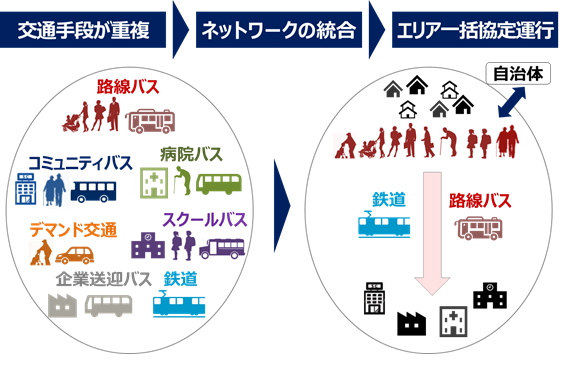 交通手段が重複
ネットワークの統合
エリア一括協定運行
自治体
路線バス
コミュニティバス
病院バス
デマンド交通
スクールバス
企業送迎バス
鉄道
鉄道
路線バス